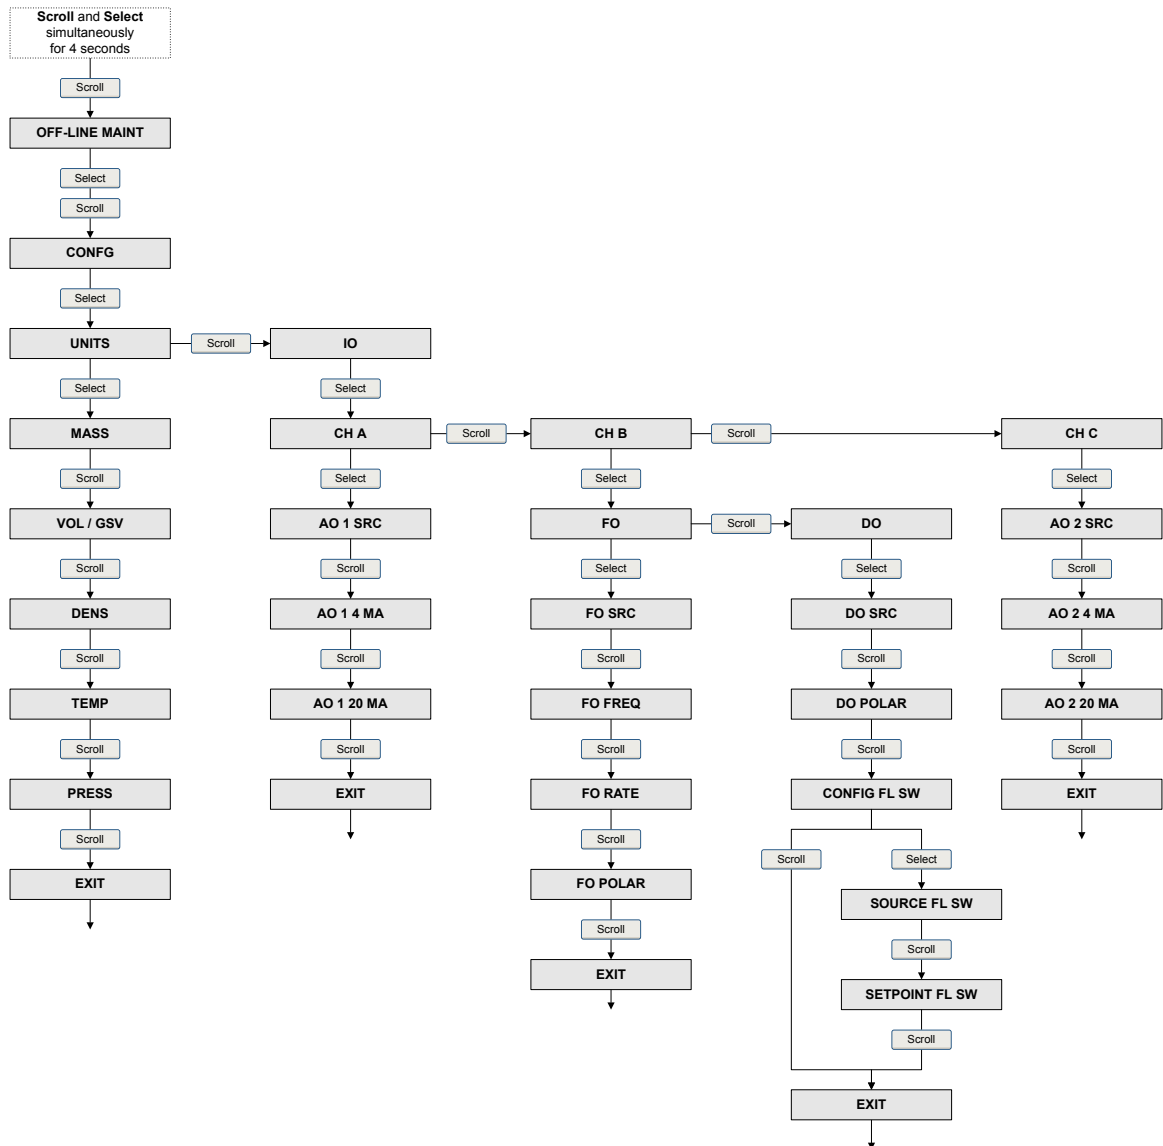 Scroll and Select
simultaneously
for 4 seconds
Scroll
OFF-LINE MAINT
Select
Scroll
CONFG
Select
UNITS
Scroll
IO
Select
Select
MASS
CH A
Scroll
CH B
Scroll
CH C
Scroll
Select
Select
Select
VOL / GSV
AO 1 SRC
FO
Scroll
DO
AO 2 SRC
Scroll
Scroll
Select
Select
Scroll
DENS
AO 1 4 MA
FO SRC
DO SRC
AO 2 4 MA
Scroll
Scroll
Scroll
Scroll
Scroll
TEMP
AO 1 20 MA
FO FREQ
DO POLAR
AO 2 20 MA
Scroll
Scroll
Scroll
Scroll
Scroll
PRESS
EXIT
FO RATE
CONFIG FL SW
EXIT
Scroll
Scroll
Scroll
Select
EXIT
FO POLAR
SOURCE FL SW
Scroll
Scroll
EXIT
SETPOINT FL SW
Scroll
EXIT